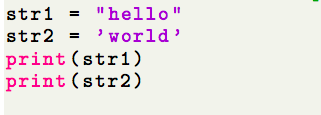 str1 = "hello"
str2 = ’world’
print(str1)
print(str2)